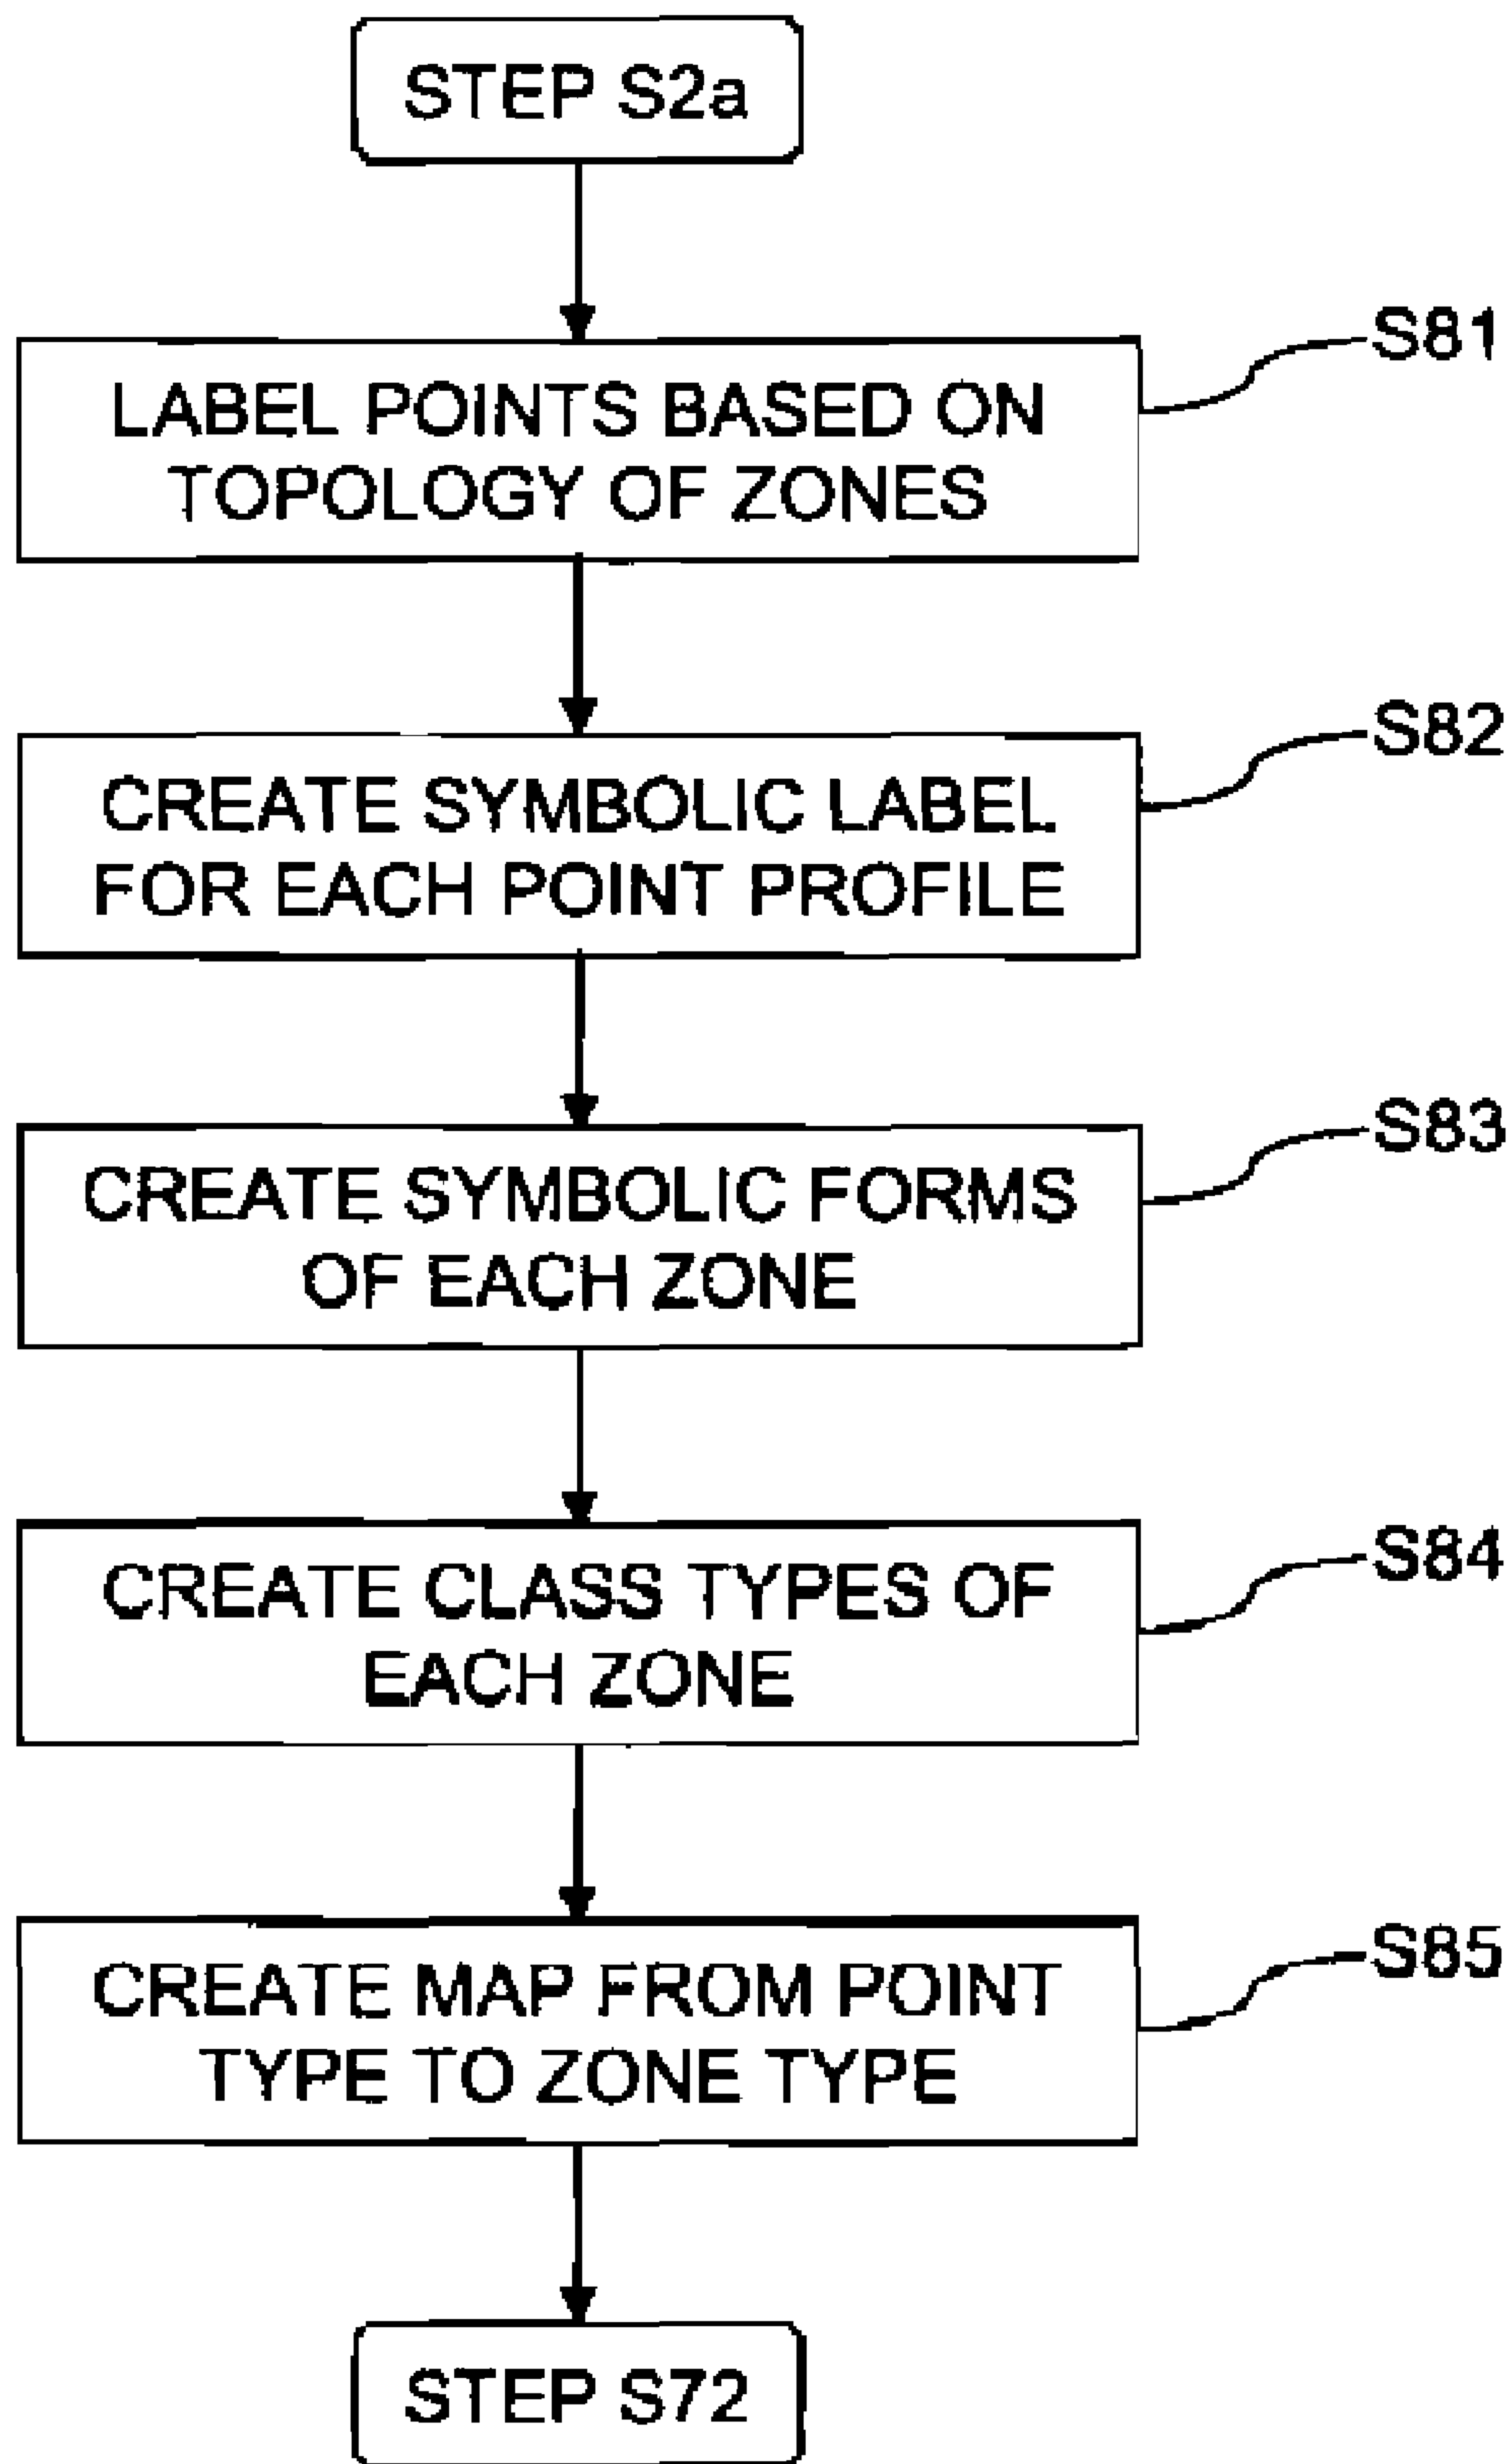 STEP S2a
S81
LABEL POINTS BASED ON
TOPOLOGY OF ZONES
S82
CREATE SYMBOLIC LABEL
FOR EACH POINT PROFILE
S83
CREATE SYMBOLIC FORMS
OF EACH ZONE
S84
CREATE CLASS TYPES OF
EACH ZONE
S85
CREATE MAP FROM POINT
TYPE TO ZONE TYPE
STEP S72